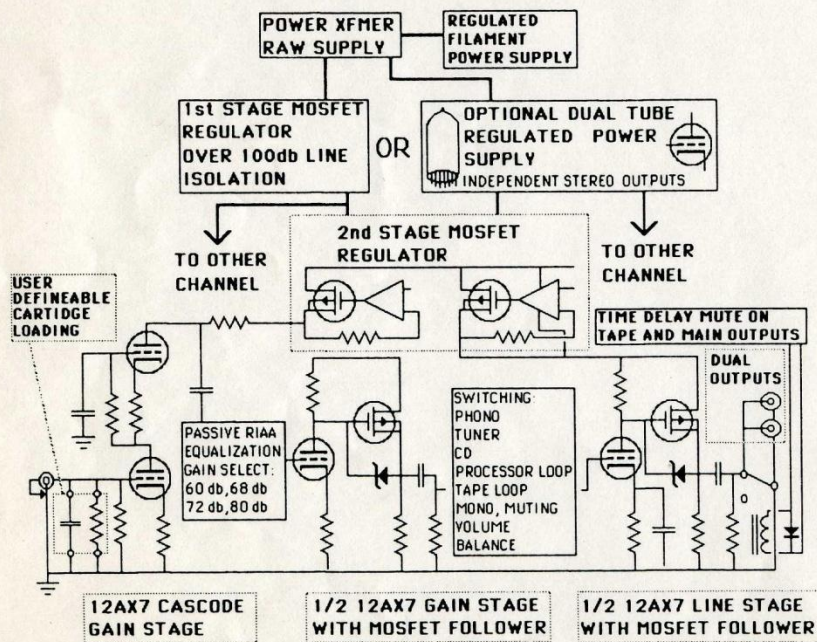 POWER XFMER
RAW SUPPLY
REGULATED
FILAMENT
POWER SUPPLY
1st STAGE MOSFET
REGULATOR
OVER 100db LINE
ISOLATION
OR
OPTIONAL DUAL TUBE
REGULATED POWER
SUPPLY
INDEPENDENT STEREO OUTPUTS
TO OTHER
CHANNEL
2nd STAGE MOSFET
REGULATOR
TO OTHER
CHANNEL
USER
DEFINEABLE
CARTIDGE
LOADING
TIME DELAY MUTE ON
TAPE AND MAIN OUTPUTS
DUAL
OUTPUTS
PASSIVE RIAA
EQUALIZATION
GAIN SELECT:
60 db,68 db
72 db,80 db
SWITCHING:
PHONO
TUNER
CD
PROCESSOR LOOP
TAPE LOOP
MONO, MUTING
VOLUME
BALANCE
12AX7 CASCODE
GAIN STAGE
1/2 12AX7 GAIN STAGE
WITH MOSFET FOLLOWER
1/2 12AX7 LINE STAGE
WITH MOSFET FOLLOWER